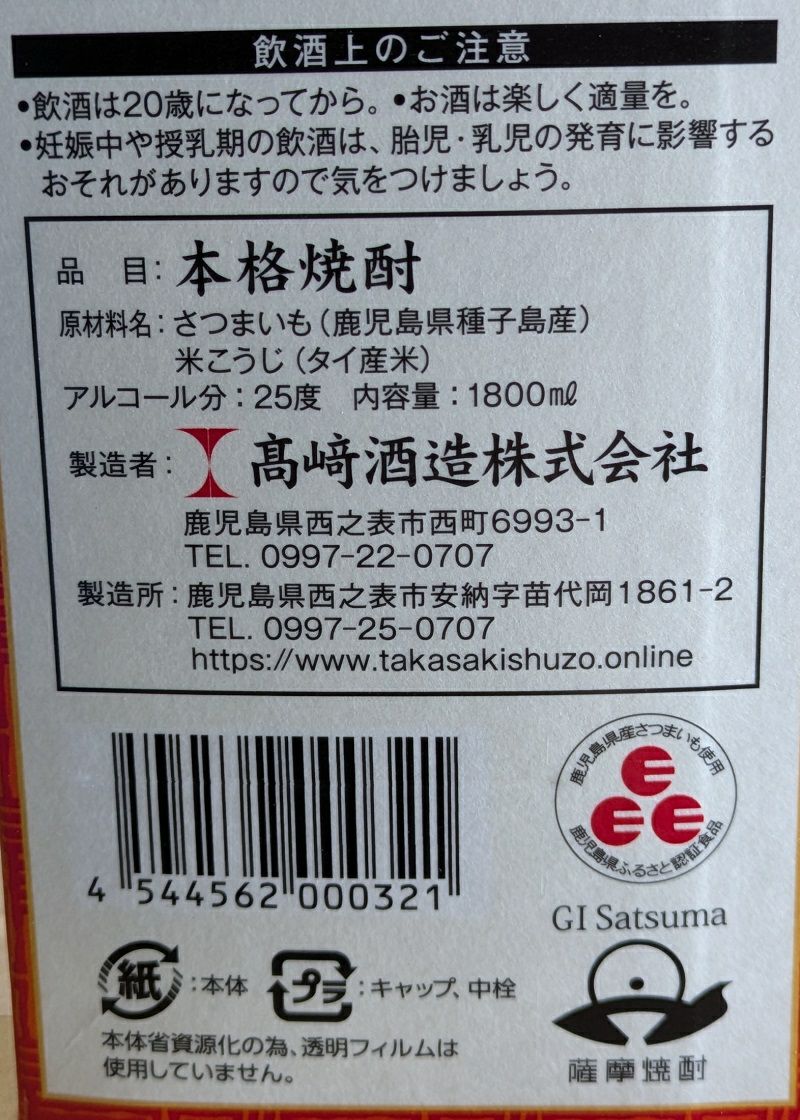 飲酒上のご注意
•飲酒は20歳になってから。•お酒は楽しく適量を。
•妊娠中や授乳期の飲酒は、胎児・乳児の発育に影響する
おそれがありますので気をつけましょう。
品　目：本格焼酎
原材料名：さつまいも（鹿児島県種子島産）
米こうじ（タイ産米）
アルコール分：25度　内容量：1800㎖
製造者：髙﨑酒造株式会社
鹿児島県西之表市西町6993-1
TEL. 0997-22-0707
製造所：鹿児島県西之表市安納字苗代岡1861-2
TEL. 0997-25-0707
https://www.takasakishuzo.online
4 544562 000321
鹿児島県産さつまいも使用
鹿児島県ふるさと認証食品
GI Satsuma
薩摩焼酎
紙：本体　プラ：キャップ、中栓
本体省資源化の為、透明フィルムは
使用していません。